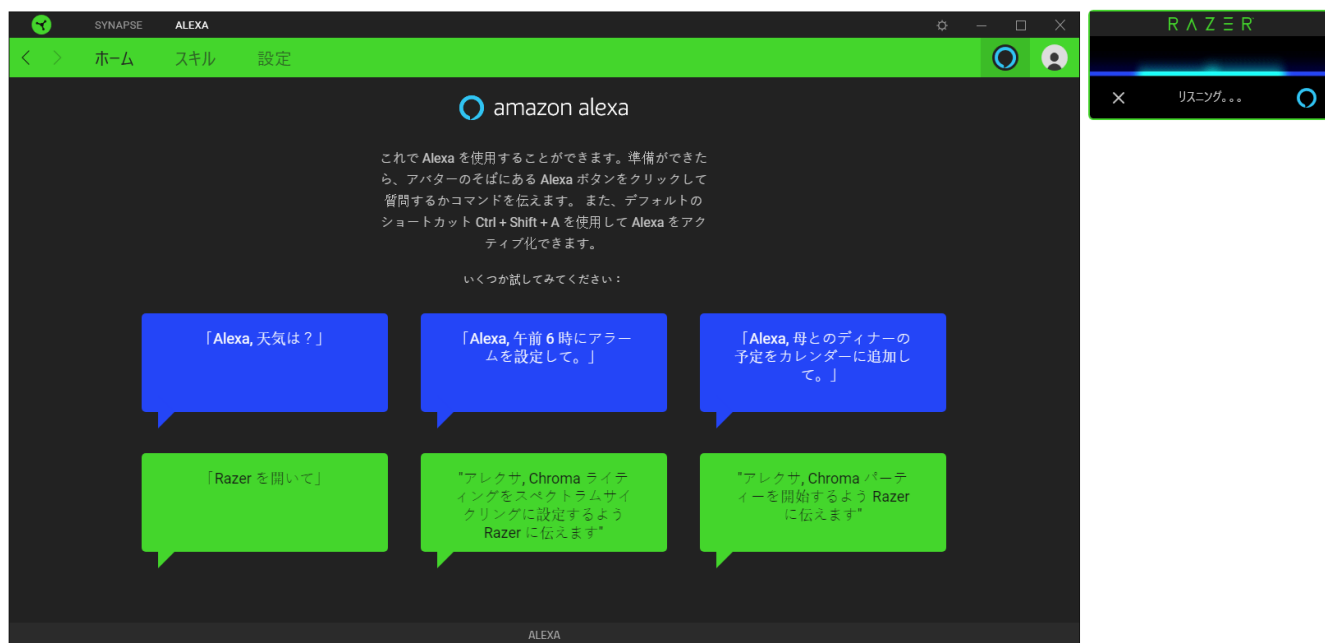 SYNAPSE ALEXA
ホーム スキル 設定
amazon alexa
これで Alexa を使用することができます。準備ができた
ら、アバターのそばにある Alexa ボタンをクリックして
質問するかコマンドを伝えます。 また、デフォルトの
ショートカット Ctrl + Shift + A を使用して Alexa をアク
ティブ化できます。
いくつか試してみてください：
「Alexa, 天気は？」
「Alexa, 午前 6 時にアラー
ムを設定して。」
「Alexa, 母とのディナーの
予定をカレンダーに追加し
て。」
「Razer を開いて」
"アレクサ, Chroma ライテ
ィングをスペクトラムサイ
クリングに設定するよう
Razer に伝えます"
"アレクサ, Chroma パーテ
ィーを開始するよう Razer
に伝えます"
ALEXA
RAZER
リスニング。。。